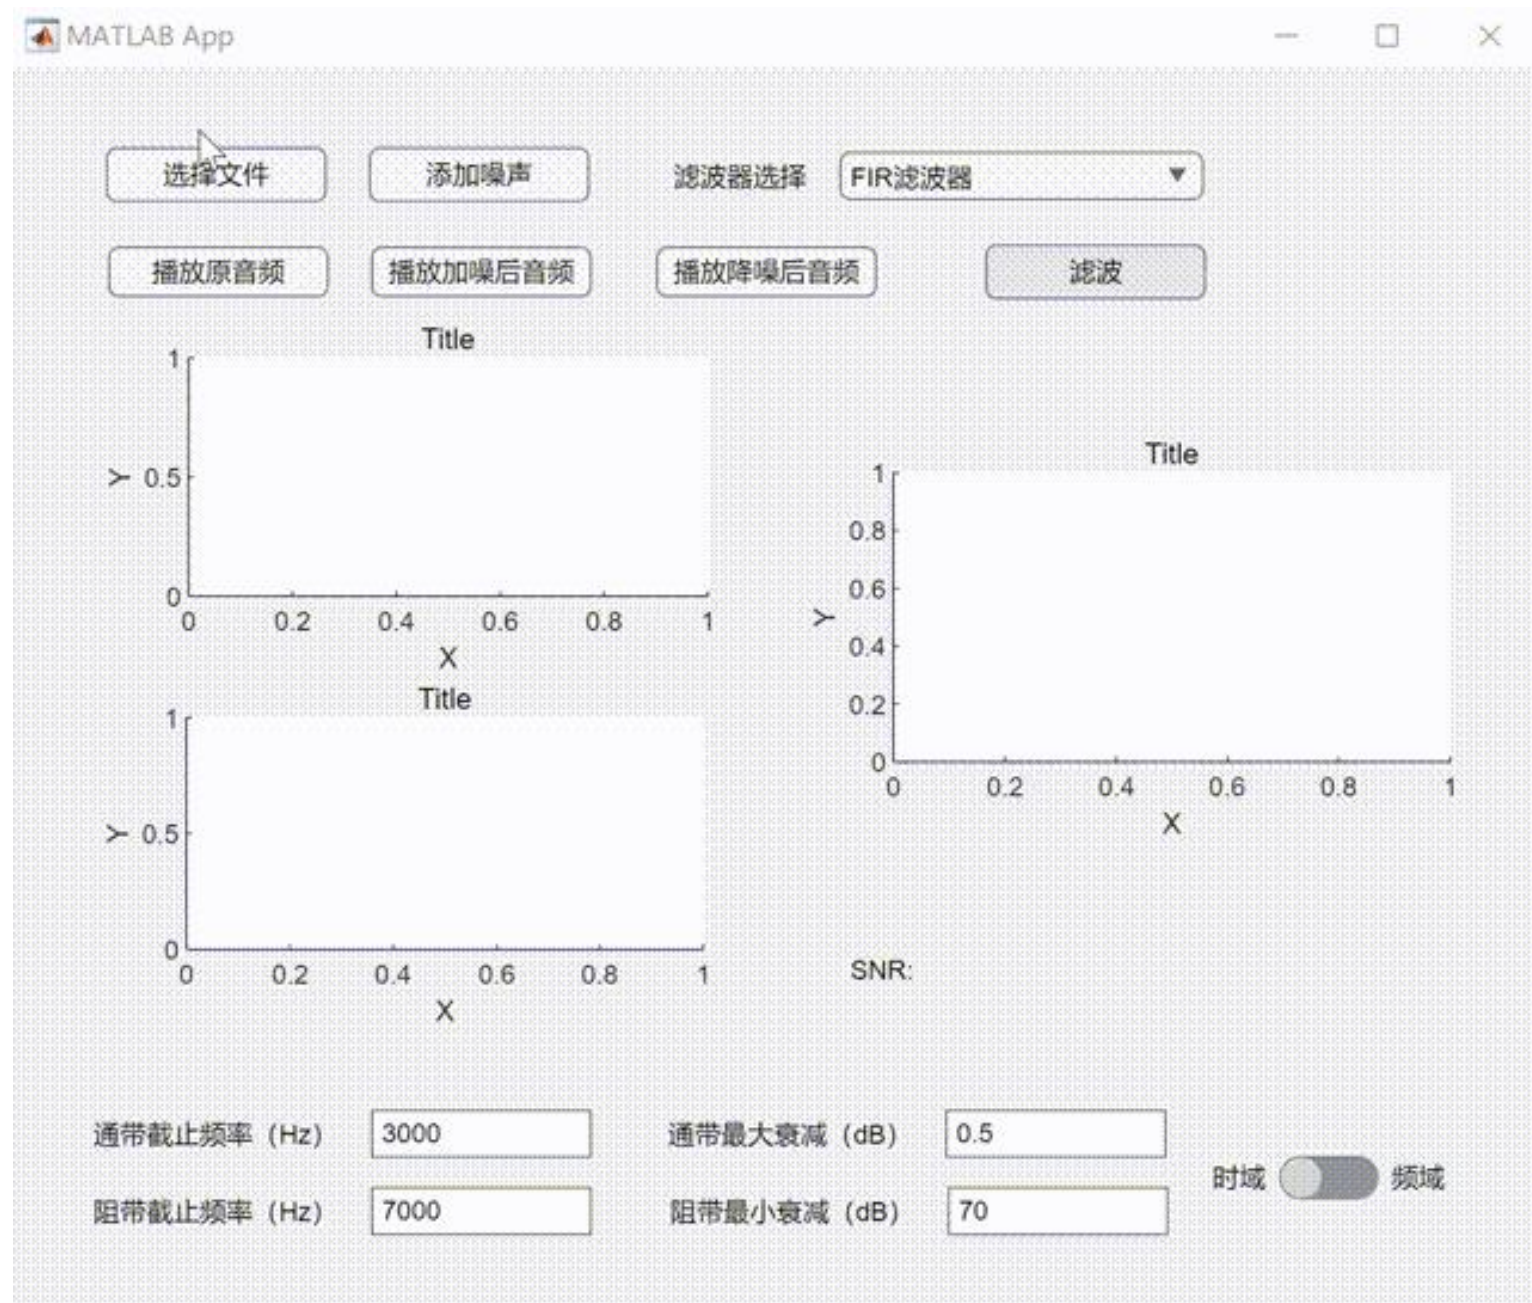 MATLAB App
选择文件
添加噪声
滤波器选择
FIR滤波器
播放原音频
播放加噪后音频
播放降噪后音频
滤波
Title
1
0.5
0
Y
0 0.2 0.4 0.6 0.8 1
X
Title
1
0.8
0.6
0.4
0.2
0
Y
0 0.2 0.4 0.6 0.8 1
X
Title
1
0.5
0
Y
0 0.2 0.4 0.6 0.8 1
X
SNR:
通带截止频率（Hz） 3000
通带最大衰减（dB） 0.5
阻带截止频率（Hz） 7000
阻带最小衰减（dB） 70
时域 频域